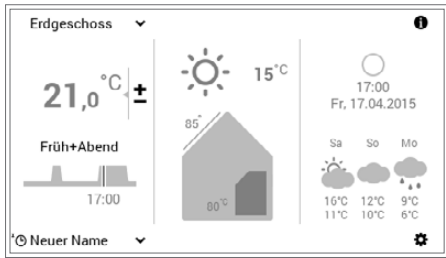 Erdgeschoss
21,0°C ±
Früh+Abend
17:00
Neuer Name
15°C
85°
80°C
17:00
Fr, 17.04.2015
Sa So Mo
16°C 12°C 9°C
11°C 10°C 6°C